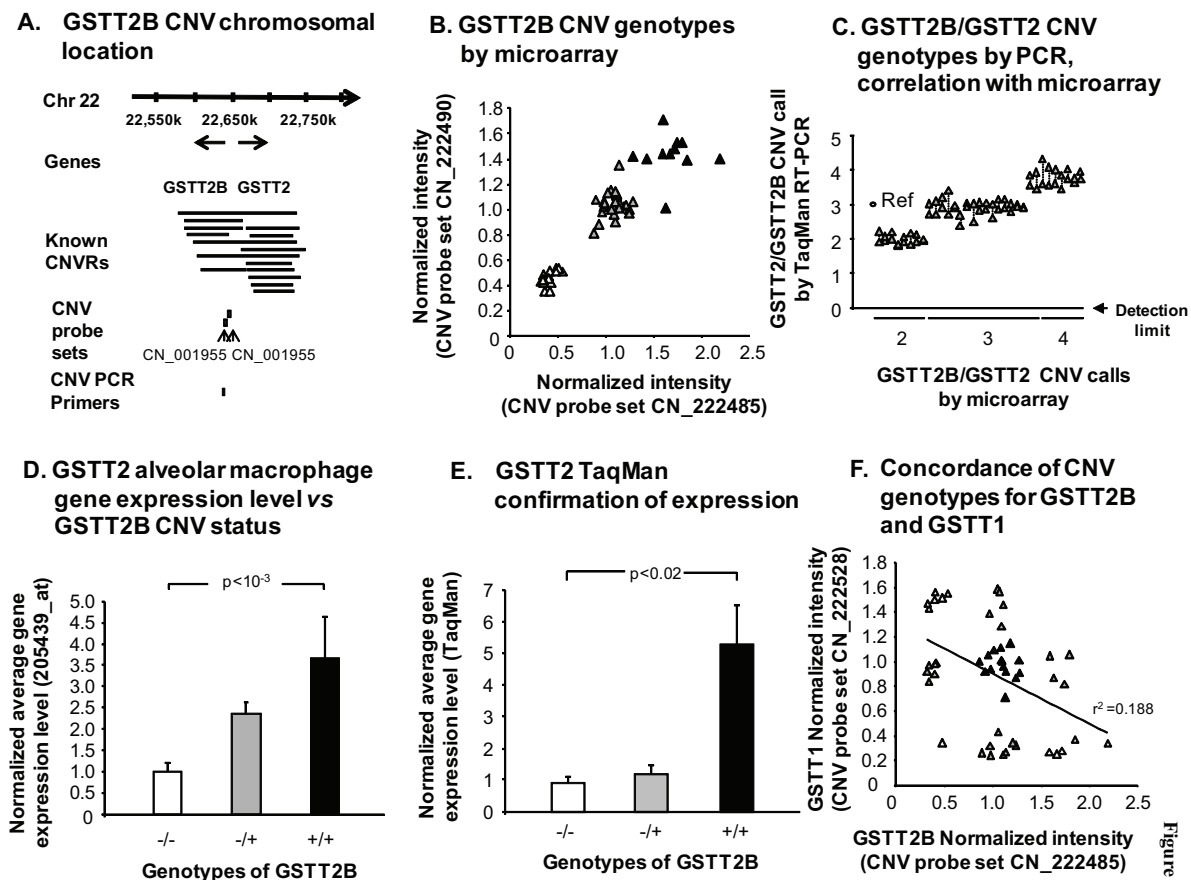 A. GSTT2B CNV chromosomal
location
Chr 22
22,550k 22,650k 22,750k
Genes
GSTT2B GSTT2
Known
CNVRs
CNV
probe
sets
CN_001955 CN_001955
CNV PCR
Primers
B. GSTT2B CNV genotypes
by microarray
Normalized intensity
(CNV probe set CN_222490)
1.8
1.6
1.4
1.2
1.0
0.8
0.6
0.4
0.2
0
0 0.5 1.0 1.5 2.0 2.5
Normalized intensity
(CNV probe set CN_222485)
C. GSTT2B/GSTT2 CNV
genotypes by PCR,
correlation with microarray
GSTT2/GSTT2B CNV call
by TaqMan RT-PCR
5
4
3
2
1
0
Ref
Detection
limit
2 3 4
GSTT2B/GSTT2 CNV calls
by microarray
D. GSTT2 alveolar macrophage
gene expression level vs
GSTT2B CNV status
Normalized average gene
expression level (205439_at)
5.0
4.5
4.0
3.5
3.0
2.5
2.0
1.5
1.0
0.5
0
p<10-3
-/- -/+ +/+
Genotypes of GSTT2B
E. GSTT2 TaqMan
confirmation of expression
Normalized average gene
expression level (TaqMan)
7
6
5
4
3
2
1
0
p<0.02
-/- -/+ +/+
Genotypes of GSTT2B
F. Concordance of CNV
genotypes for GSTT2B
and GSTT1
GSTT1 Normalized intensity
(CNV probe set CN_222528)
1.8
1.6
1.4
1.2
1.0
0.8
0.6
0.4
0.2
0
r2 =0.188
0 0.5 1.0 1.5 2.0 2.5
GSTT2B Normalized intensity
(CNV probe set CN_222485)
Figure